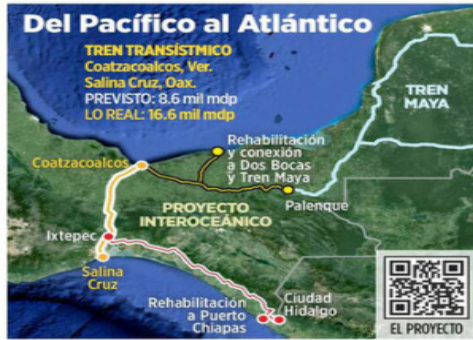 Del Pacífico al Atlántico
TREN TRANSÍSTMICO
Coatzacoalcos, Ver.
Salina Cruz, Oax.
PREVISTO: 8.6 mil mdp
LO REAL: 16.6 mil mdp
TREN
MAYA
Coatzacoalcos
Rehabilitación
y conexión
a Dos Bocas
y Tren Maya
Palenque
PROYECTO
INTEROCEÁNICO
Ixtepec
Salina
Cruz
Rehabilitación
a Puerto
Chiapas
Ciudad
Hidalgo
EL PROYECTO